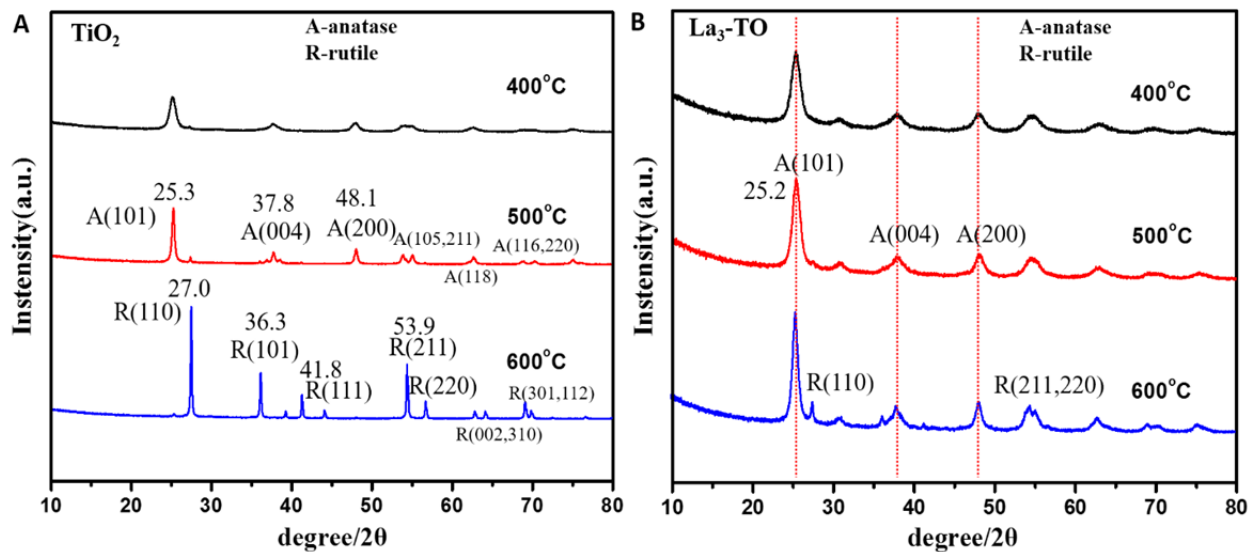 A
TiO₂
A-anatase
R-rutile
400°C
25.3
A(101)
37.8
A(004)
48.1
A(200)
500°C
A(105,211)
A(118)
A(116,220)
27.0
R(110)
36.3
R(101)
41.8
R(111)
53.9
R(211)
R(220)
600°C
R(301,112)
R(002,310)
Instensity(a.u.)
10 20 30 40 50 60 70 80
degree/2θ
B
La₃-TO
A-anatase
R-rutile
400°C
A(101)
25.2
A(004)
A(200)
500°C
R(110)
R(211,220)
600°C
Instensity(a.u.)
10 20 30 40 50 60 70 80
degree/2θ